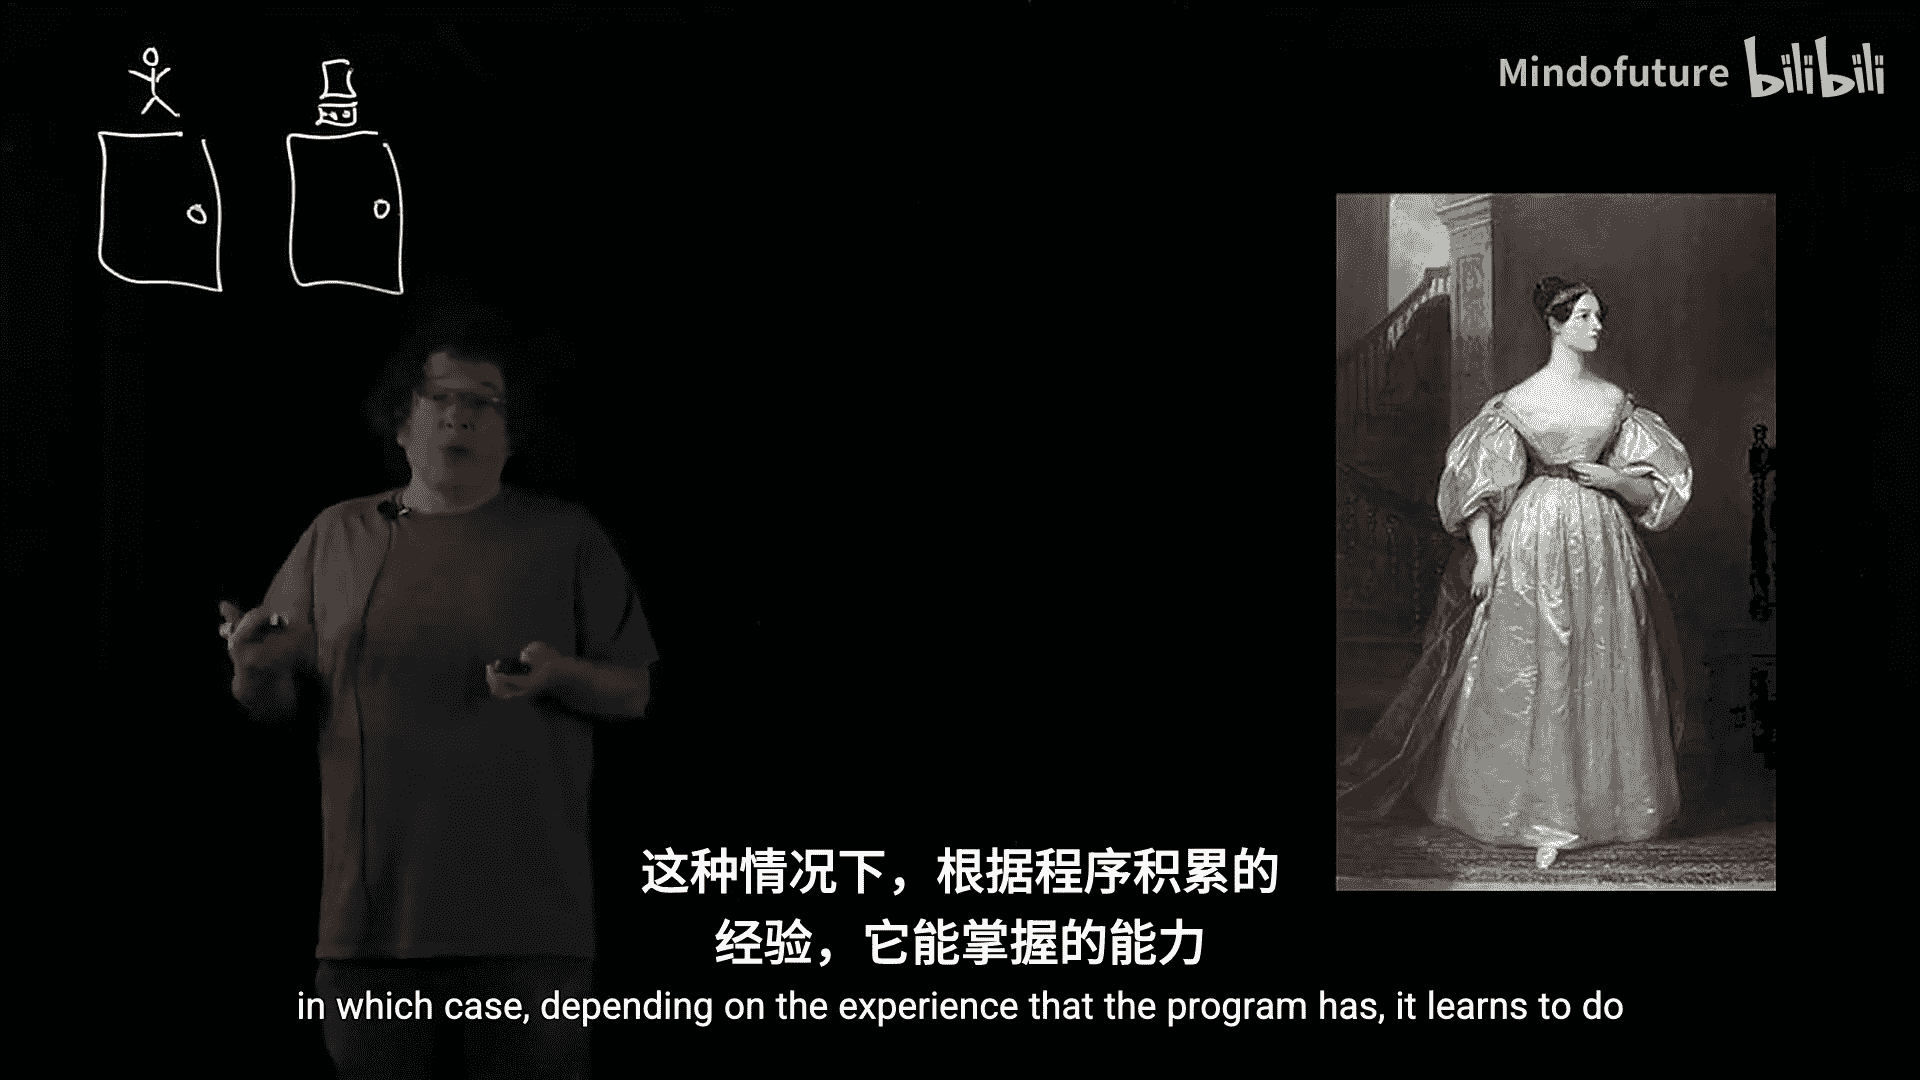 Mindofuture bilibili
这种情况下，根据程序积累的
经验，它能掌握的能力
in which case, depending on the experience that the program has, it learns to do